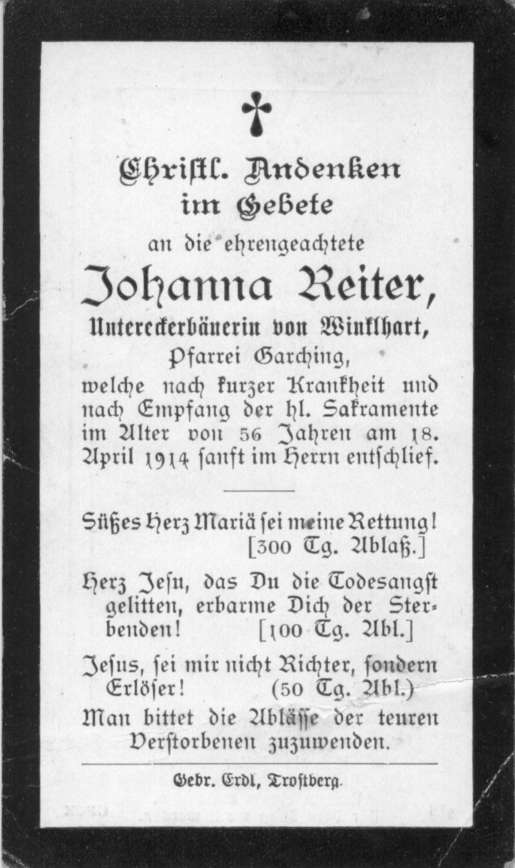 Christl. Andenken
im Gebete
an die ehrengeachtete
Johanna Reiter,
Untereckerbäuerin von Winklhart,
Pfarrei Garching,
welche nach kurzer Krankheit und
nach Empfang der hl. Sakramente
im Alter von 56 Jahren am 18.
April 1914 sanft im Herrn entschlief.
Süßes Herz Mariä sei meine Rettung!
[300 Tg. Ablaß.]
Herz Jesu, das Du die Todesangst
gelitten, erbarme Dich der Ster-
benden! [100 Tg. Abl.]
Jesus, sei mir nicht Richter, sondern
Erlöser! (50 Tg. Abl.)
Man bittet die Ablässe der teuren
Verstorbenen zuzuwenden.
Gebr. Erdl, Trostberg.